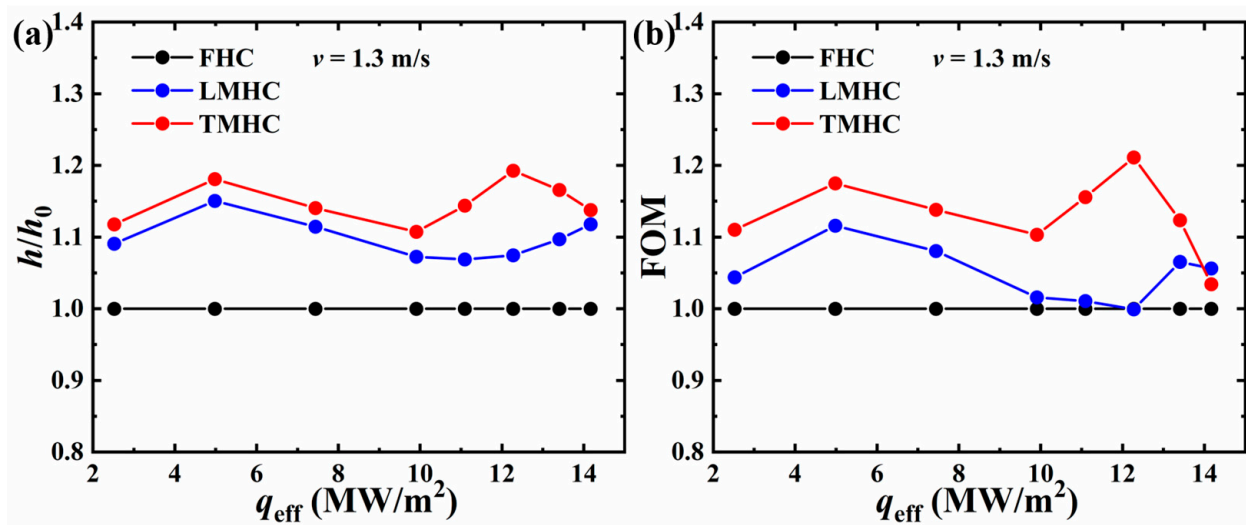 (a)
1.4
1.3
1.2
1.1
1.0
0.9
0.8
h/h0
FHC
LMHC
TMHC
v = 1.3 m/s
2 4 6 8 10 12 14
qeff (MW/m²)
(b)
1.4
1.3
1.2
1.1
1.0
0.9
0.8
FOM
FHC
LMHC
TMHC
v = 1.3 m/s
2 4 6 8 10 12 14
qeff (MW/m²)